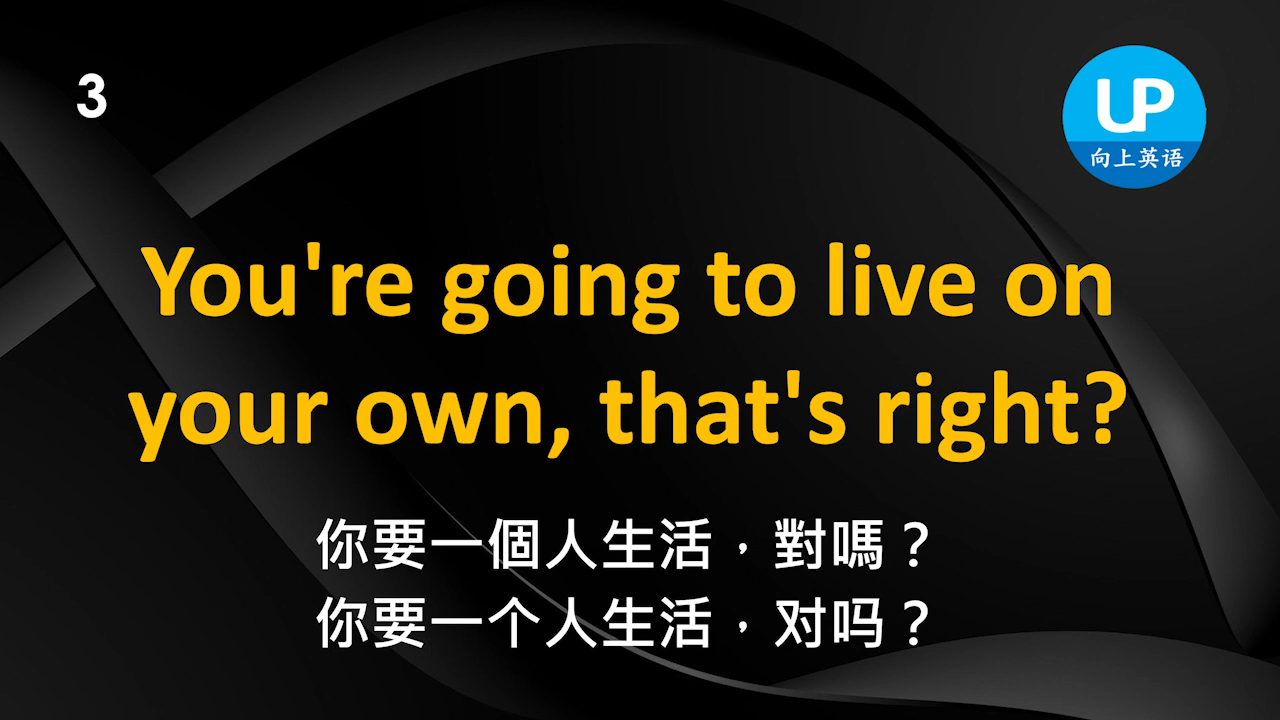 3
UP
向上英语
You're going to live on
your own, that's right?
你要一個人生活，對嗎？
你要一个人生活，对吗？